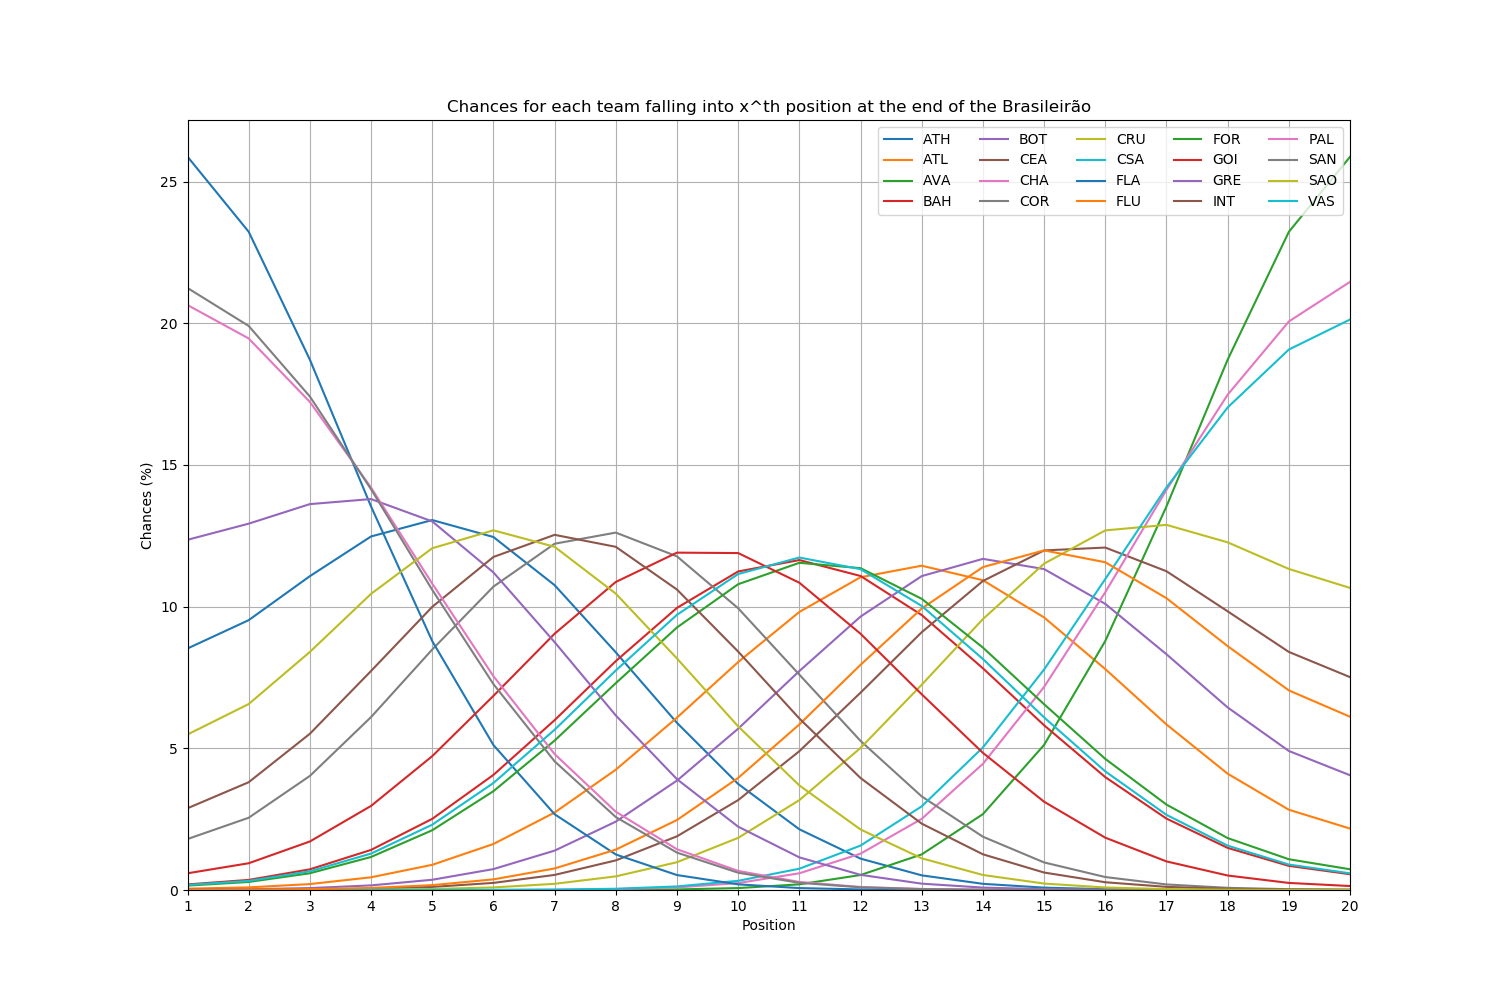 Chances for each team falling into x^th position at the end of the Brasileirão
ATH BOT CRU FOR PAL
ATL CEA CSA GOI SAN
AVA CHA FLA GRE SAO
BAH COR FLU INT VAS
25
20
15
10
5
0
Chances (%)
1 2 3 4 5 6 7 8 9 10 11 12 13 14 15 16 17 18 19 20
Position